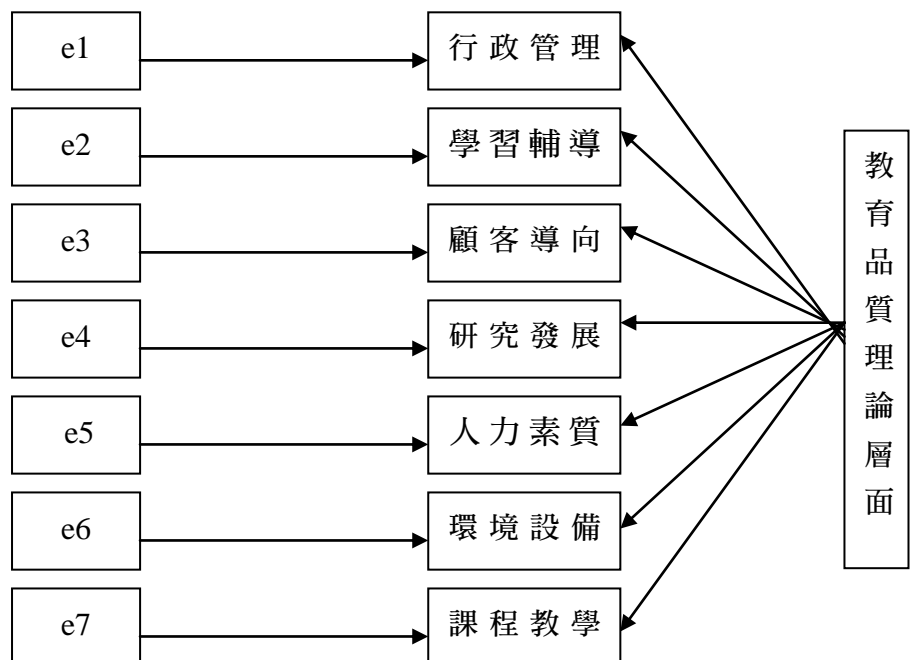 e1
行政管理
e2
學習輔導
e3
顧客導向
e4
研究發展
e5
人力素質
e6
環境設備
e7
課程教學
教育品質理論層面